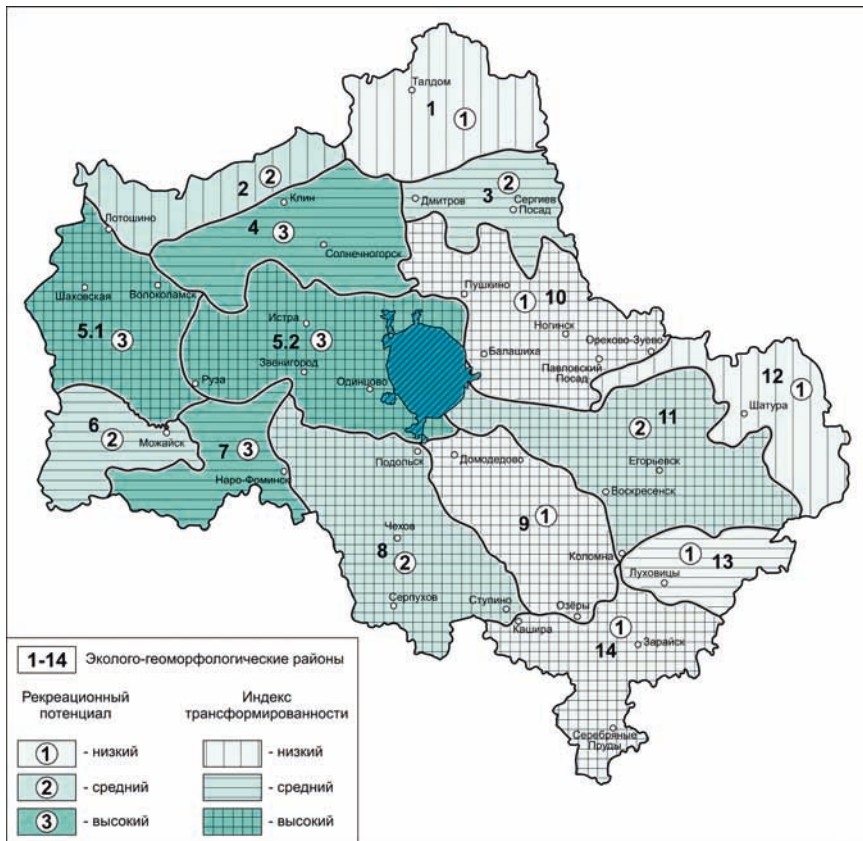 Талдом
1
1
2
2
Клин
Дмитров
3
2
Сергиев
Посад
Лотошино
4
3
Солнечногорск
Шаховская
Волоколамск
5.1
3
Истра
5.2
3
Звенигород
Одинцово
Руза
Пушкино
1
10
Ногинск
Балашиха
Орехово-Зуево
Павловский
Посад
12
1
Шатура
6
2
Можайск
7
3
Наро-Фоминск
Подольск
Домодедово
2
11
Егорьевск
Воскресенск
9
1
Чехов
8
2
Серпухов
Ступино
Коломна
1
13
Луховицы
Озёры
Кашира
1
14
Зарайск
Серебряные
Пруды
1-14 Эколого-геоморфологические районы
Рекреационный
потенциал
1 - низкий
2 - средний
3 - высокий
Индекс
трансформированности
- низкий
- средний
- высокий